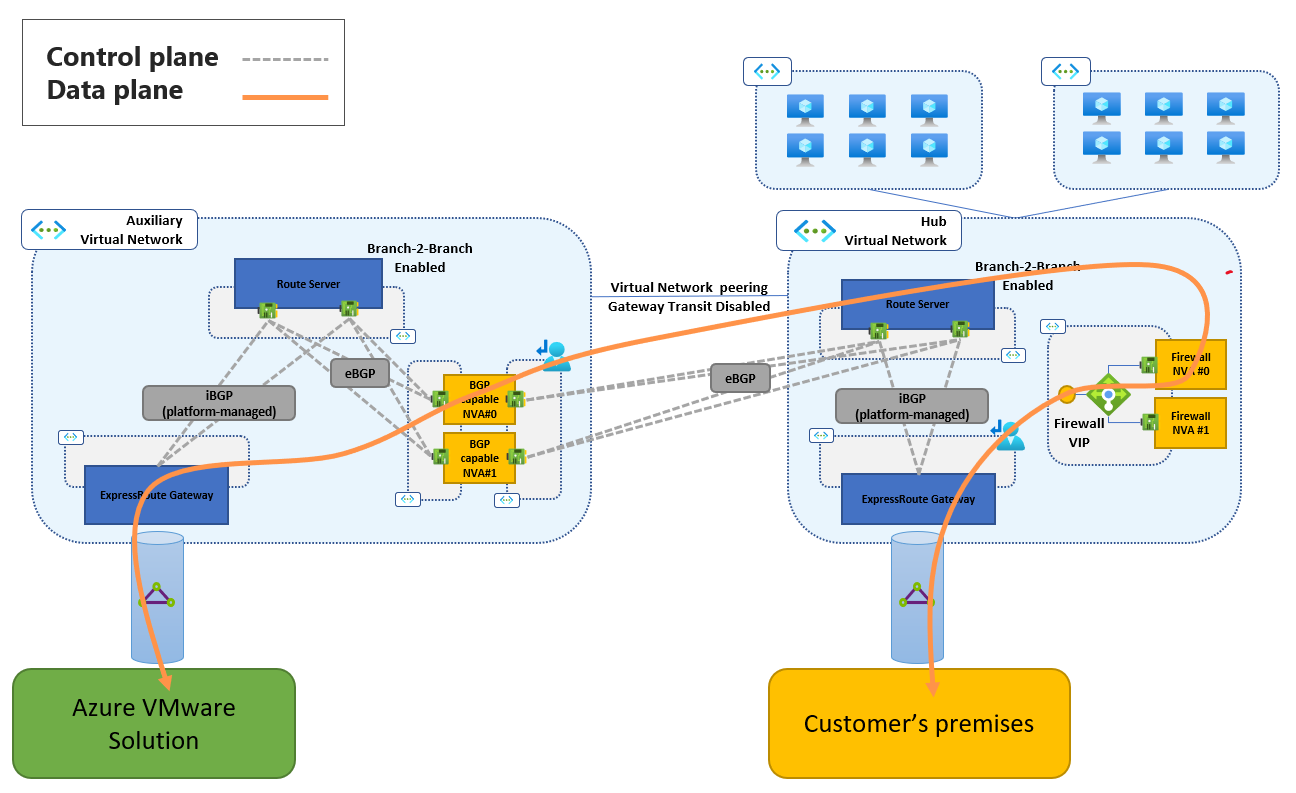 Control plane
Data plane
Auxiliary
Virtual Network
Branch-2-Branch
Enabled
Route Server
eBGP
iBGP
(platform-managed)
BGP
capable
NVA#0
BGP
capable
NVA#1
ExpressRoute Gateway
Virtual Network peering
Gateway Transit Disabled
eBGP
Hub
Virtual Network
Branch-2-Branch
Enabled
Route Server
iBGP
(platform-managed)
Firewall
NVA #0
Firewall
NVA #1
Firewall
VIP
ExpressRoute Gateway
Azure VMware
Solution
Customer's premises